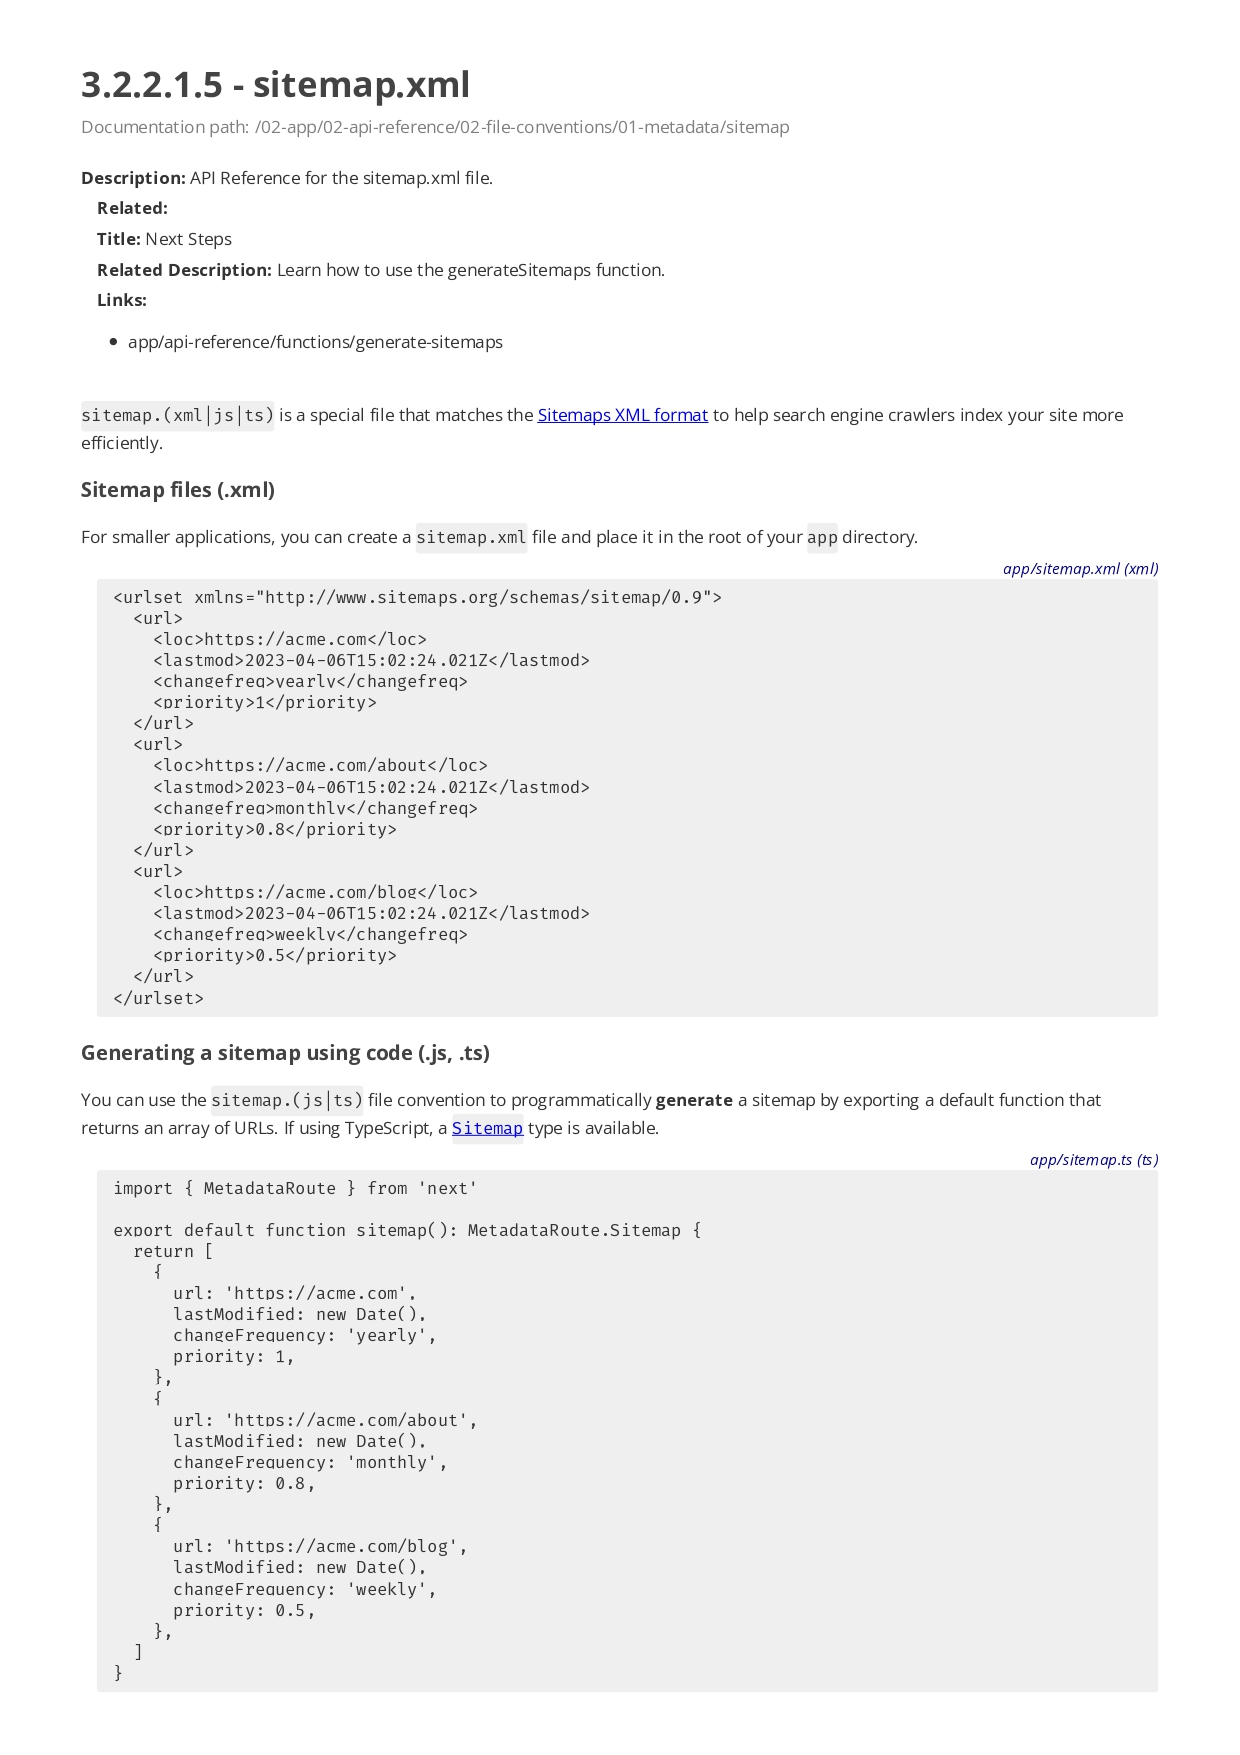 3.2.2.1.5 - sitemap.xml
Documentation path: /02-app/02-api-reference/02-file-conventions/01-metadata/sitemap
Description: API Reference for the sitemap.xml file.
Related:
Title: Next Steps
Related Description: Learn how to use the generateSitemaps function.
Links:
• app/api-reference/functions/generate-sitemaps
sitemap.(xml|js|ts) is a special file that matches the Sitemaps XML format to help search engine crawlers index your site more
efficiently.
Sitemap files (.xml)
For smaller applications, you can create a sitemap.xml file and place it in the root of your app directory.
app/sitemap.xml (xml)
<urlset xmlns="http://www.sitemaps.org/schemas/sitemap/0.9">
  <url>
    <loc>https://acme.com</loc>
    <lastmod>2023-04-06T15:02:24.021Z</lastmod>
    <changefreq>yearly</changefreq>
    <priority>1</priority>
  </url>
  <url>
    <loc>https://acme.com/about</loc>
    <lastmod>2023-04-06T15:02:24.021Z</lastmod>
    <changefreq>monthly</changefreq>
    <priority>0.8</priority>
  </url>
  <url>
    <loc>https://acme.com/blog</loc>
    <lastmod>2023-04-06T15:02:24.021Z</lastmod>
    <changefreq>weekly</changefreq>
    <priority>0.5</priority>
  </url>
</urlset>
Generating a sitemap using code (.js, .ts)
You can use the sitemap.(js|ts) file convention to programmatically generate a sitemap by exporting a default function that
returns an array of URLs. If using TypeScript, a Sitemap type is available.
app/sitemap.ts (ts)
import { MetadataRoute } from 'next'
export default function sitemap(): MetadataRoute.Sitemap {
  return [
    {
      url: 'https://acme.com',
      lastModified: new Date(),
      changeFrequency: 'yearly',
      priority: 1,
    },
    {
      url: 'https://acme.com/about',
      lastModified: new Date(),
      changeFrequency: 'monthly',
      priority: 0.8,
    },
    {
      url: 'https://acme.com/blog',
      lastModified: new Date(),
      changeFrequency: 'weekly',
      priority: 0.5,
    },
  ]
}